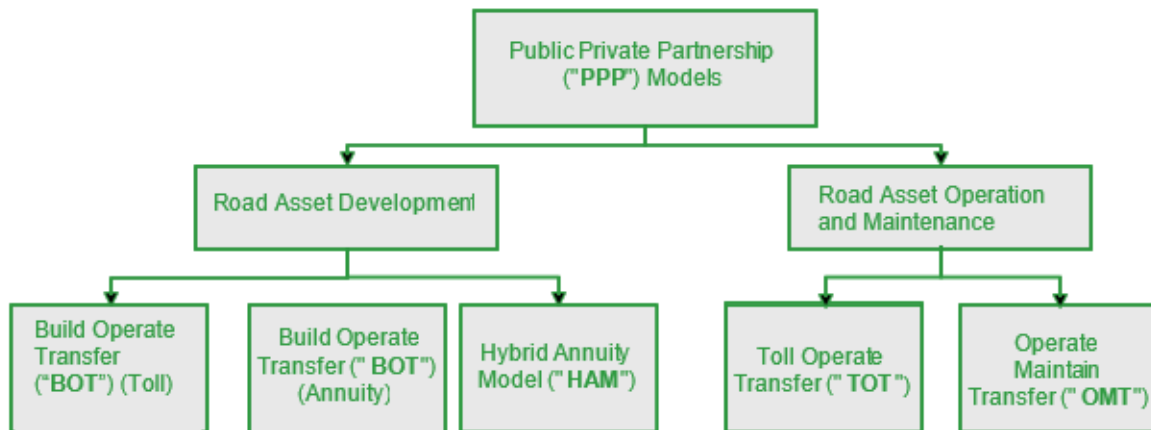 Public Private Partnership
("PPP") Models
Road Asset Development
Road Asset Operation
and Maintenance
Build Operate
Transfer
(“BOT”) (Toll)
Build Operate
Transfer (" BOT")
(Annuity)
Hybrid Annuity
Model (" HAM")
Toll Operate
Transfer (" TOT")
Operate
Maintain
Transfer (" OMT")